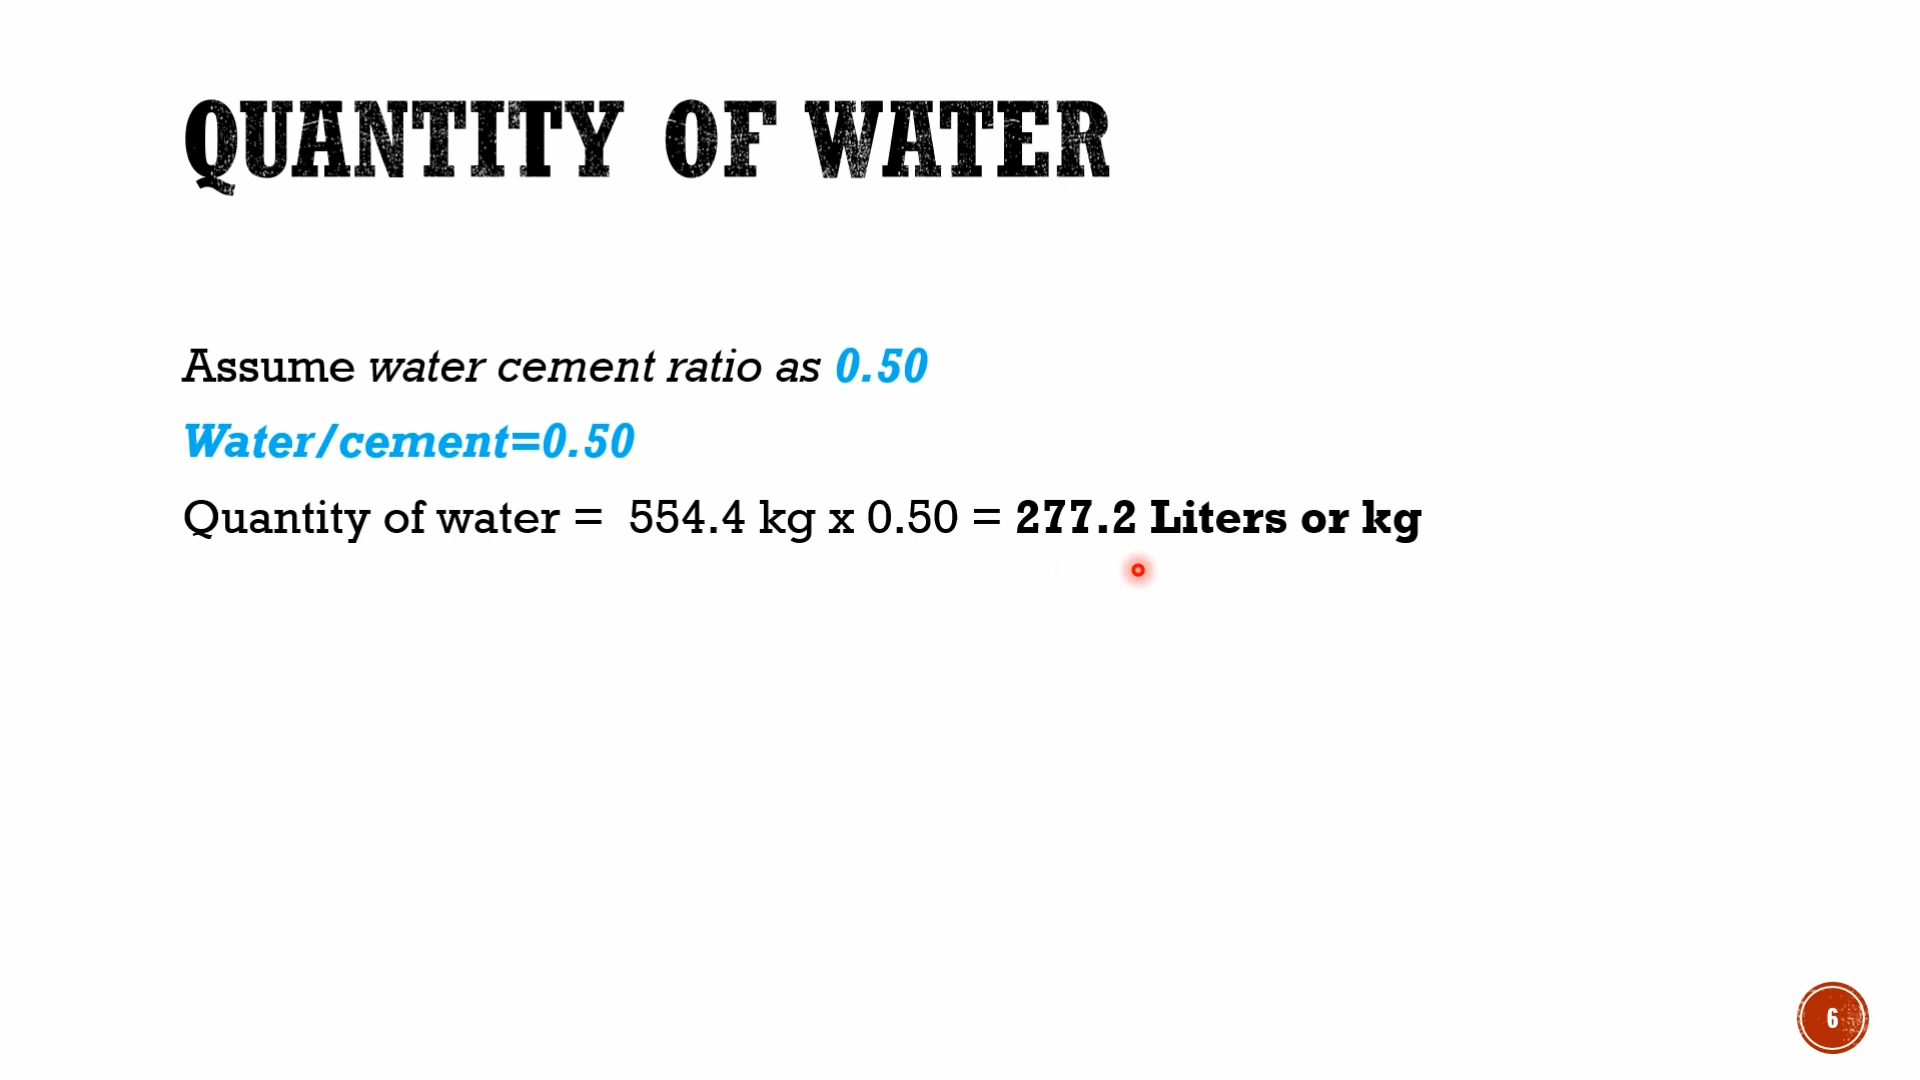 QUANTITY OF WATER
Assume water cement ratio as 0.50
Water/cement=0.50
Quantity of water = 554.4 kg x 0.50 = 277.2 Liters or kg
6